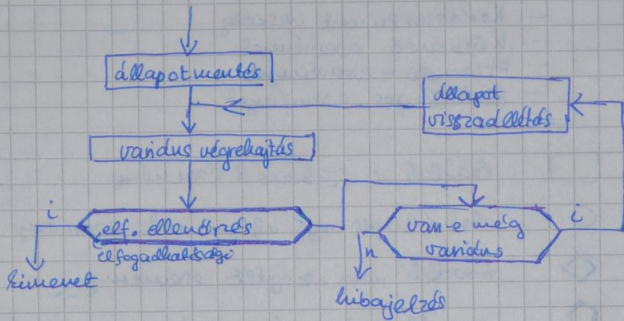 állapotmentés
állapot
visszaállítás
variáns végrehajtás
i
elf. ellenőrzés
(elfogadhatósági
van-e még
variáns
i
n
kimenet
hibajelzés